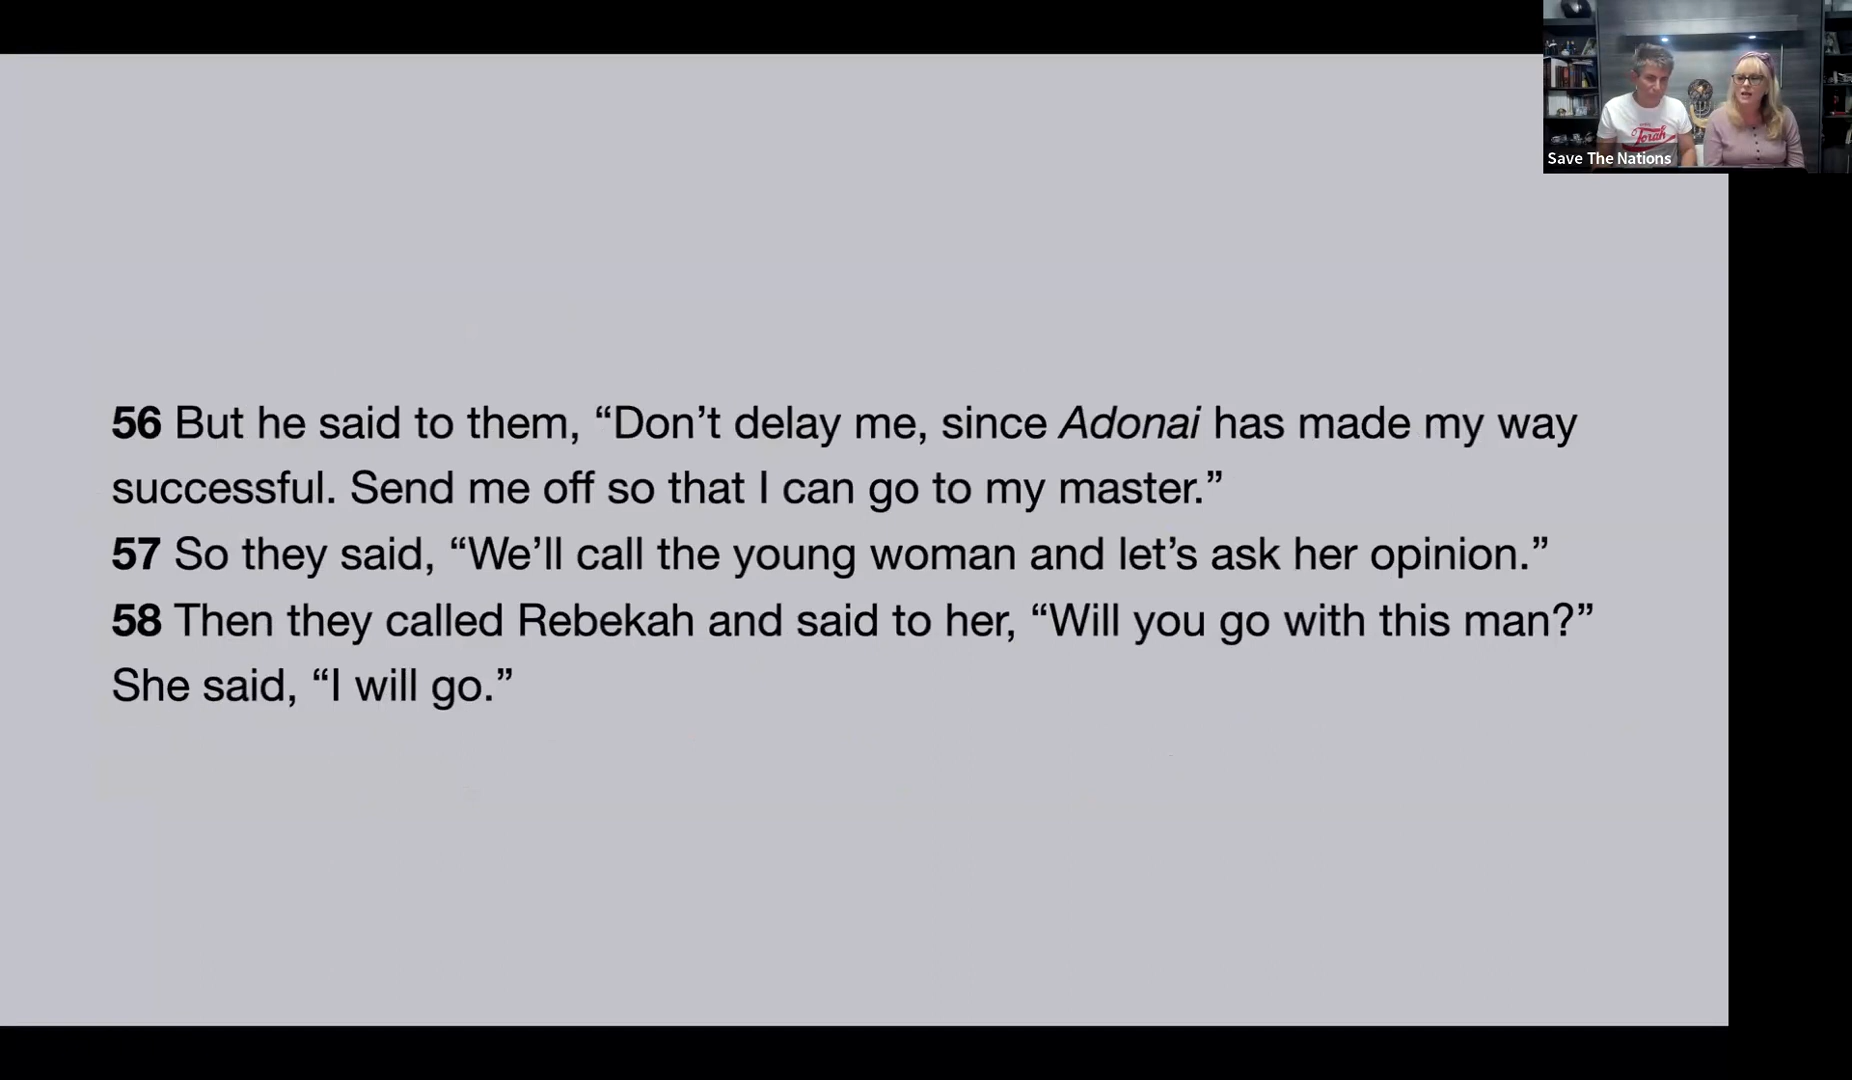 Torah
Save The Nations
56 But he said to them, “Don’t delay me, since Adonai has made my way
successful. Send me off so that I can go to my master.”
57 So they said, “We’ll call the young woman and let’s ask her opinion.”
58 Then they called Rebekah and said to her, “Will you go with this man?”
She said, “I will go.”